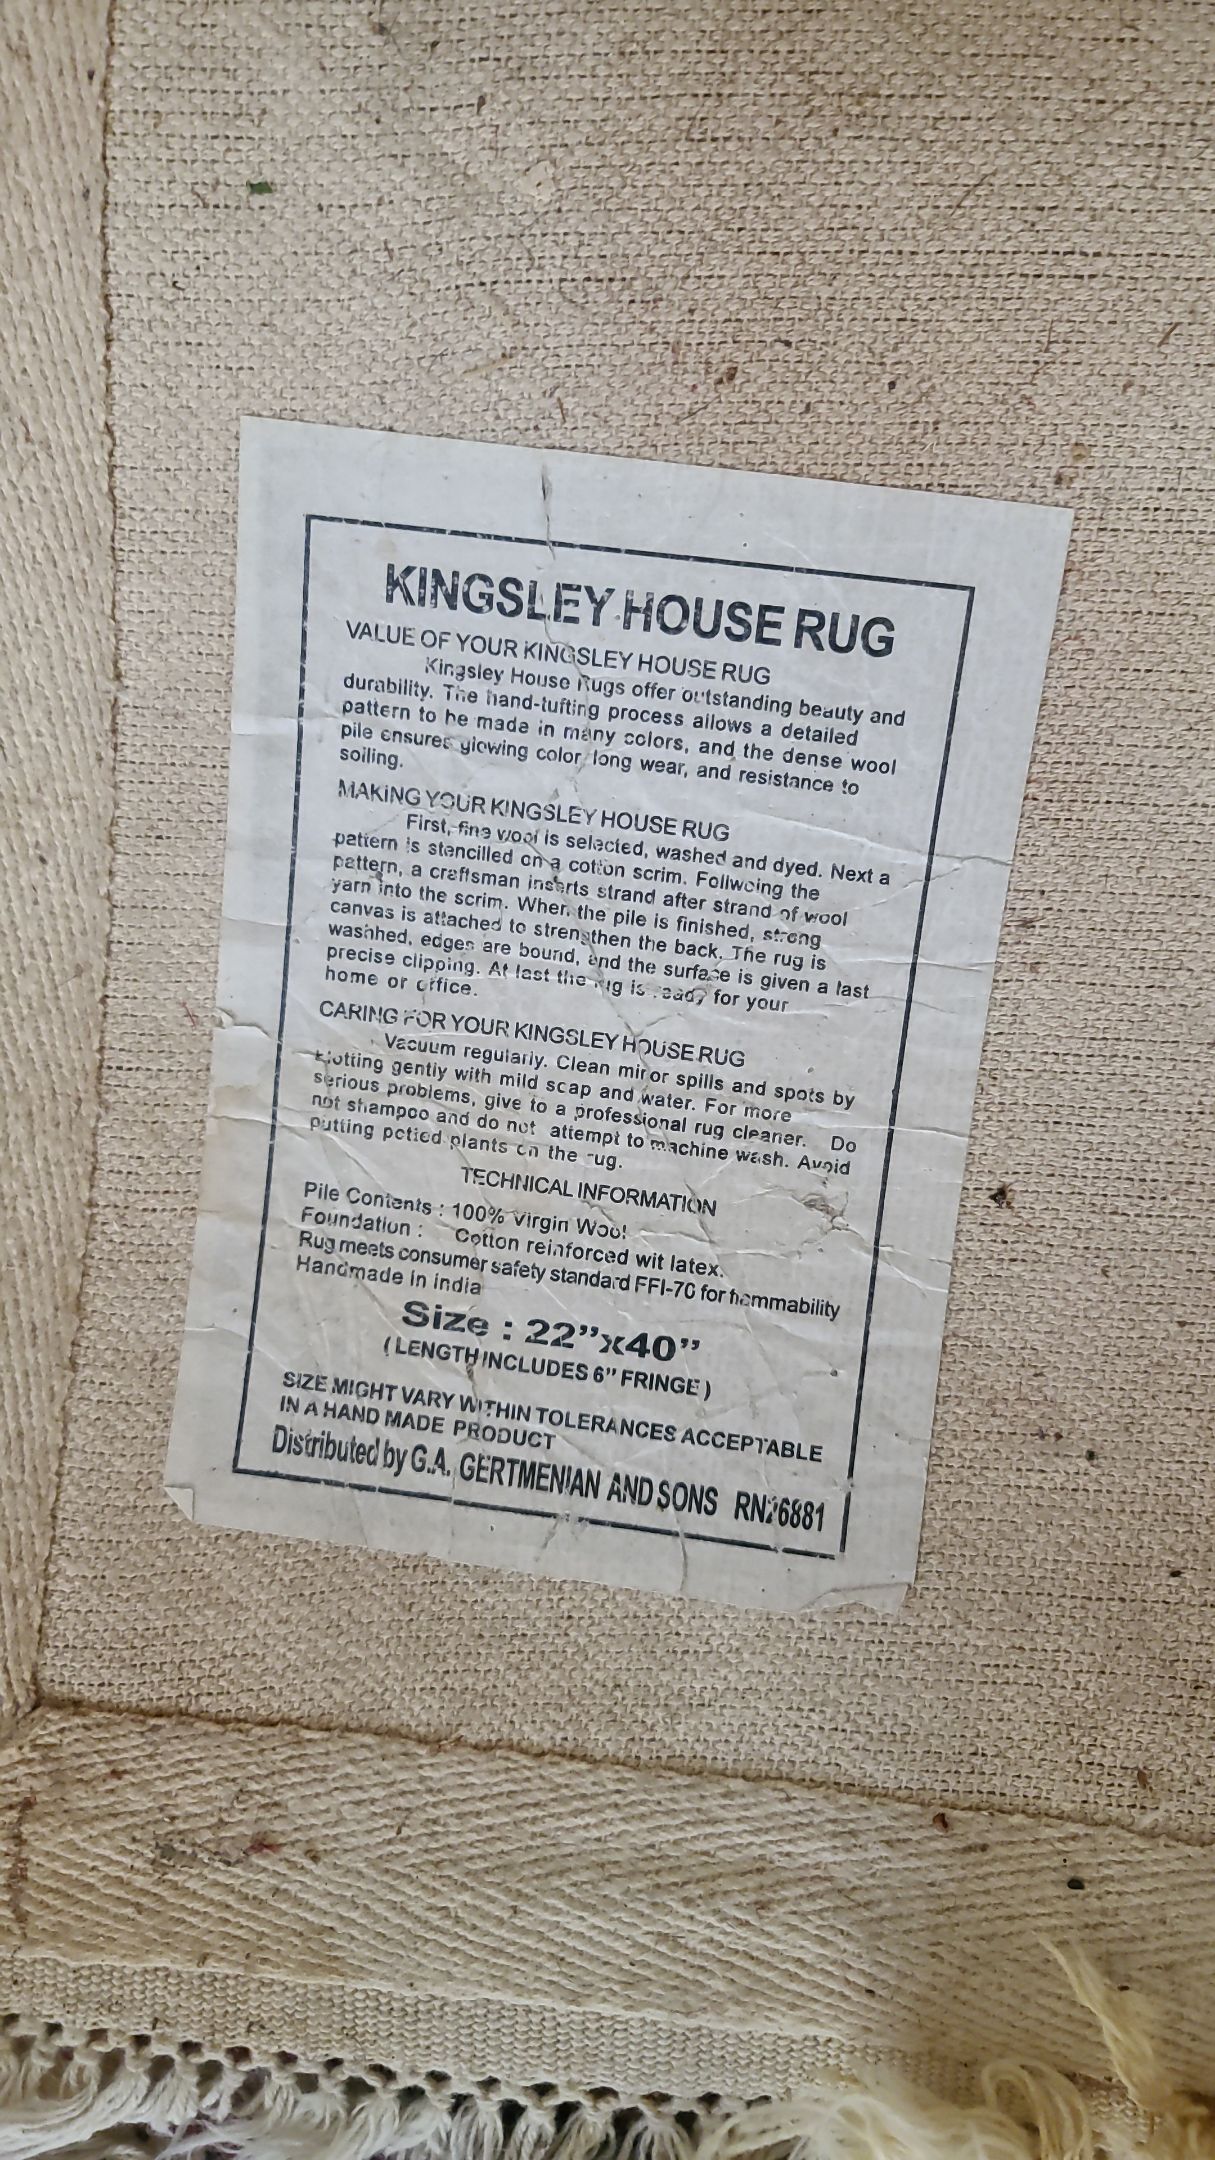 KINGSLEY HOUSE RUG
VALUE OF YOUR KINGSLEY HOUSE RUG
Kingsley House Rugs offer outstanding beauty and
durability. The hand-tufting process allows a detailed
pattern to be made in many colors, and the dense wool
pile ensures glowing color, long wear, and resistance to
soiling.
MAKING YOUR KINGSLEY HOUSE RUG
First, fine wool is selected, washed and dyed. Next a
pattern is stencilled on a cotton scrim. Follwoing the
pattern, a craftsman inserts strand after strand of wool
yarn into the scrim. When the pile is finished, strong
canvas is attached to strengthen the back. The rug is
washhed, edges are bound, and the surface is given a last
precise clipping. At last the rug is ready for your
home or office.
CARING FOR YOUR KINGSLEY HOUSE RUG
Vacuum regularly. Clean minor spills and spots by
blotting gently with mild soap and water. For more
serious problems, give to a professional rug cleaner. Do
not shampoo and do not attempt to machine wash. Avoid
putting potted plants on the rug.
TECHNICAL INFORMATION
Pile Contents : 100% Virgin Wool
Foundation : Cotton reinforced wit latex.
Rug meets consumer safety standard FFI-70 for flammability
Handmade in india
Size : 22"x40"
( LENGTH INCLUDES 6" FRINGE )
SIZE MIGHT VARY WITHIN TOLERANCES ACCEPTABLE
IN A HAND MADE PRODUCT
Distributed by G.A. GERTMENIAN AND SONS RN26881